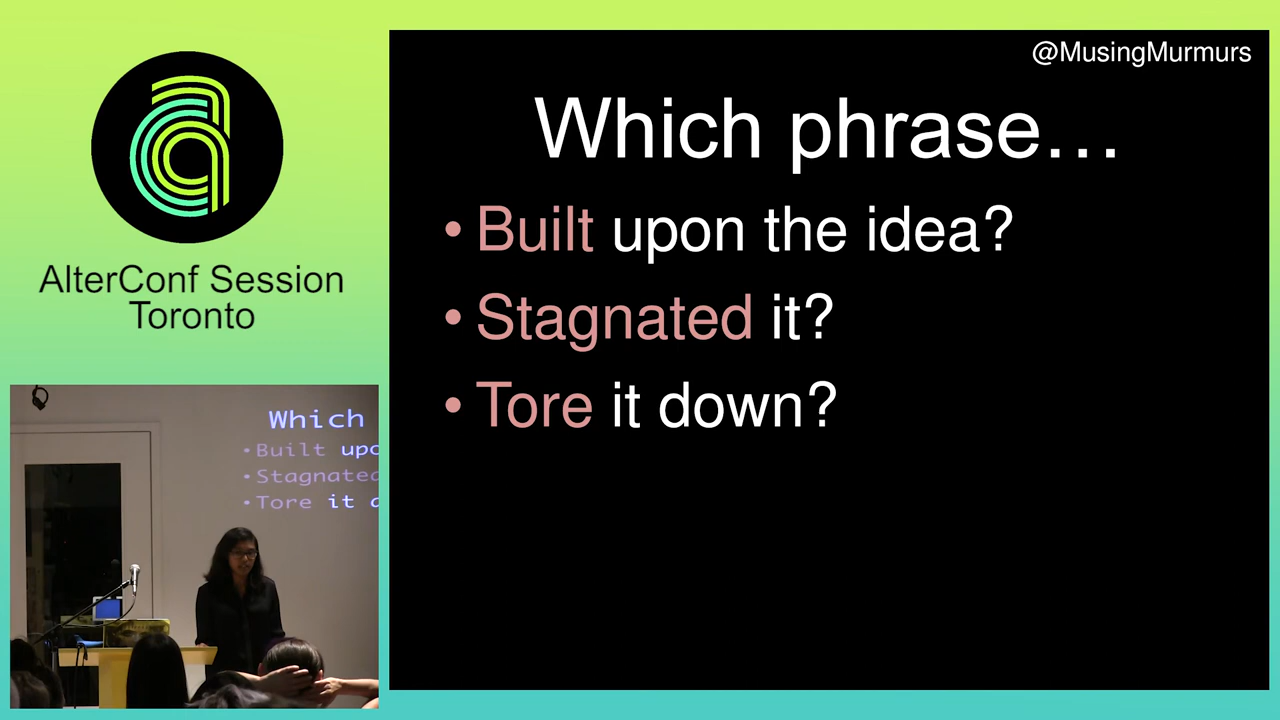 @MusingMurmurs
Which phrase…
• Built upon the idea?
• Stagnated it?
• Tore it down?
AlterConf Session
Toronto
Which
• Built upo
• Stagnated
• Tore it d